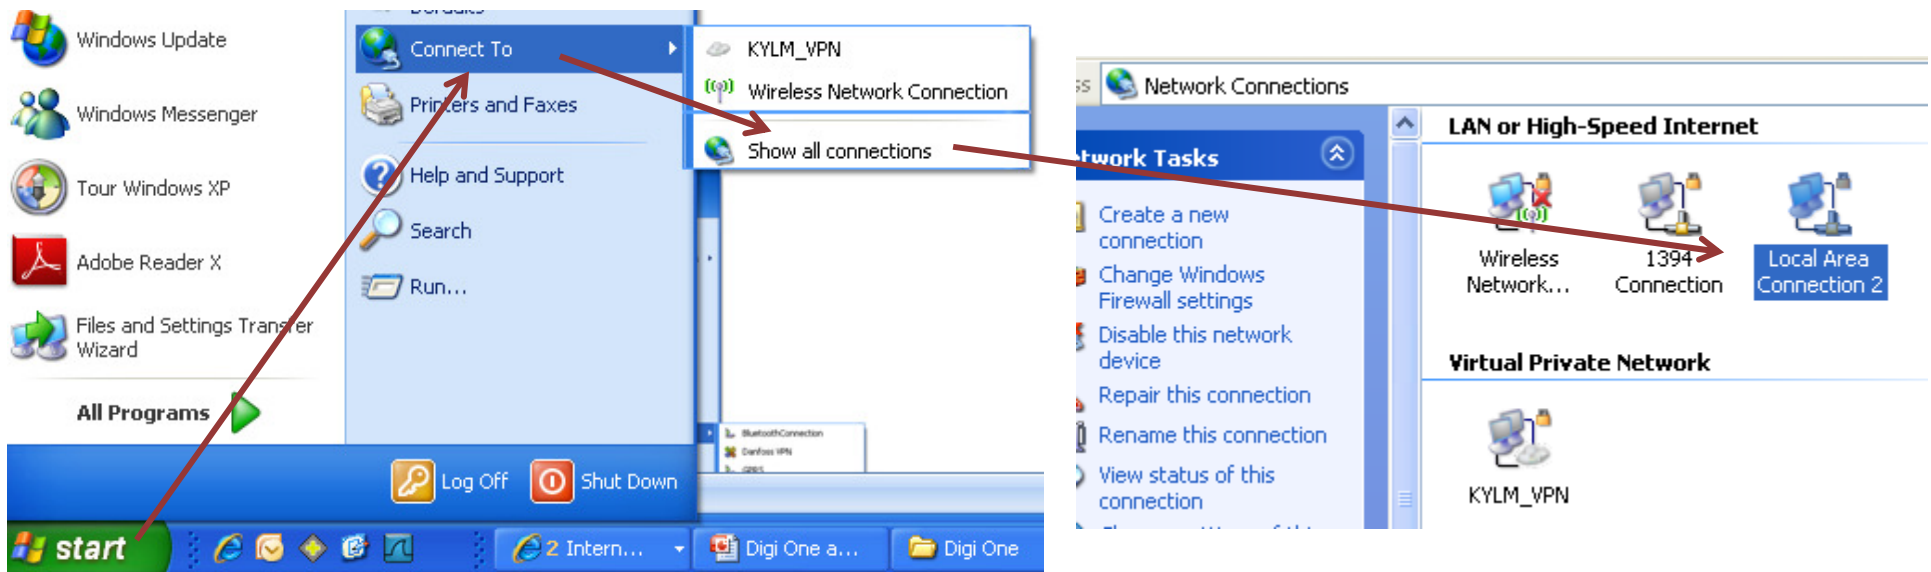 Windows Update
Windows Messenger
Tour Windows XP
Adobe Reader X
Files and Settings Transfer
Wizard
All Programs
Connect To
Printers and Faxes
Help and Support
Search
Run...
Log Off
Shut Down
KYLM_VPN
Wireless Network Connection
Show all connections
BluetoothConnection
Danfoss VPN
GPRS
start
2 Intern...
Digi One a...
Digi One
Network Connections
twork Tasks
Create a new
connection
Change Windows
Firewall settings
Disable this network
device
Repair this connection
Rename this connection
View status of this
connection
LAN or High-Speed Internet
Wireless
Network...
1394
Connection
Local Area
Connection 2
Virtual Private Network
KYLM_VPN